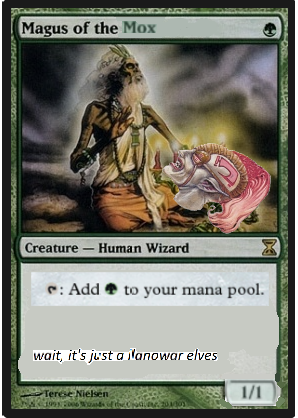 Magus of the Mox
Creature — Human Wizard
: Add to your mana pool.
wait, it's just a llanowar elves
Terese Nielsen
1/1